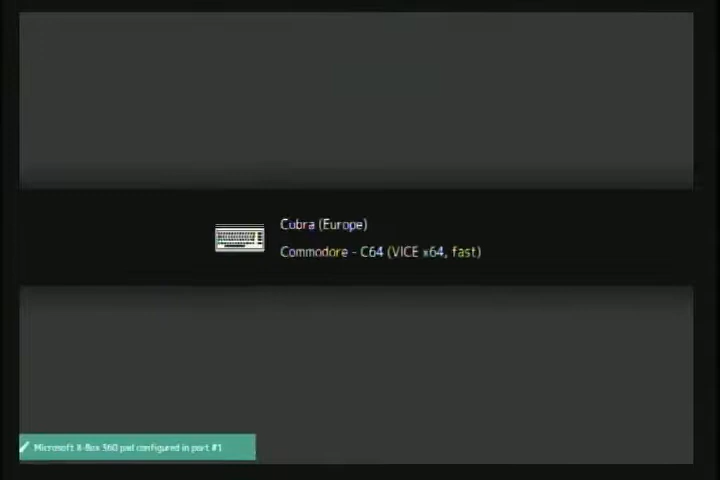 Cobra (Europe)
Commodore - C64 (VICE x64, fast)
Microsoft X-Box 360 pad configured in port #1